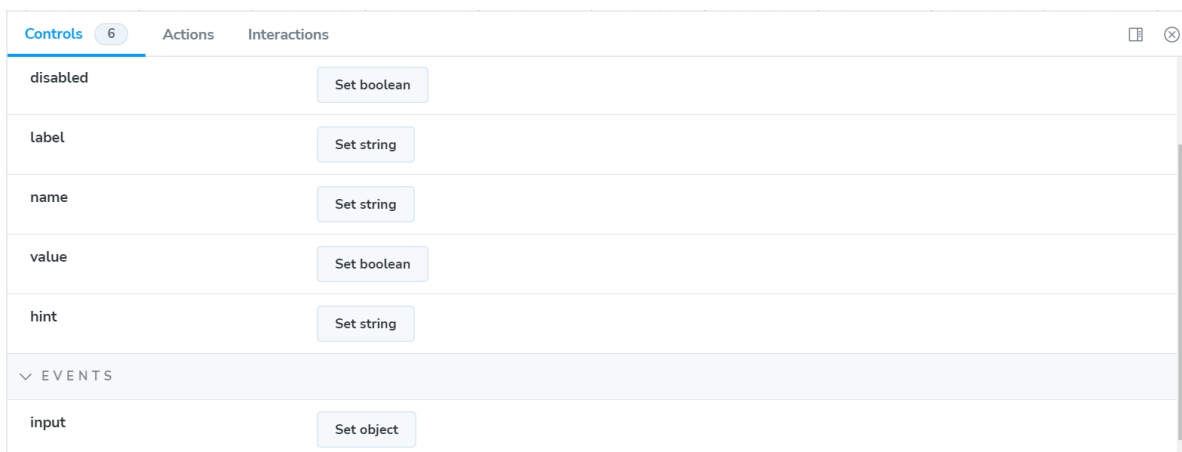 Controls 6 Actions Interactions
disabled Set boolean
label Set string
name Set string
value Set boolean
hint Set string
EVENTS
input Set object